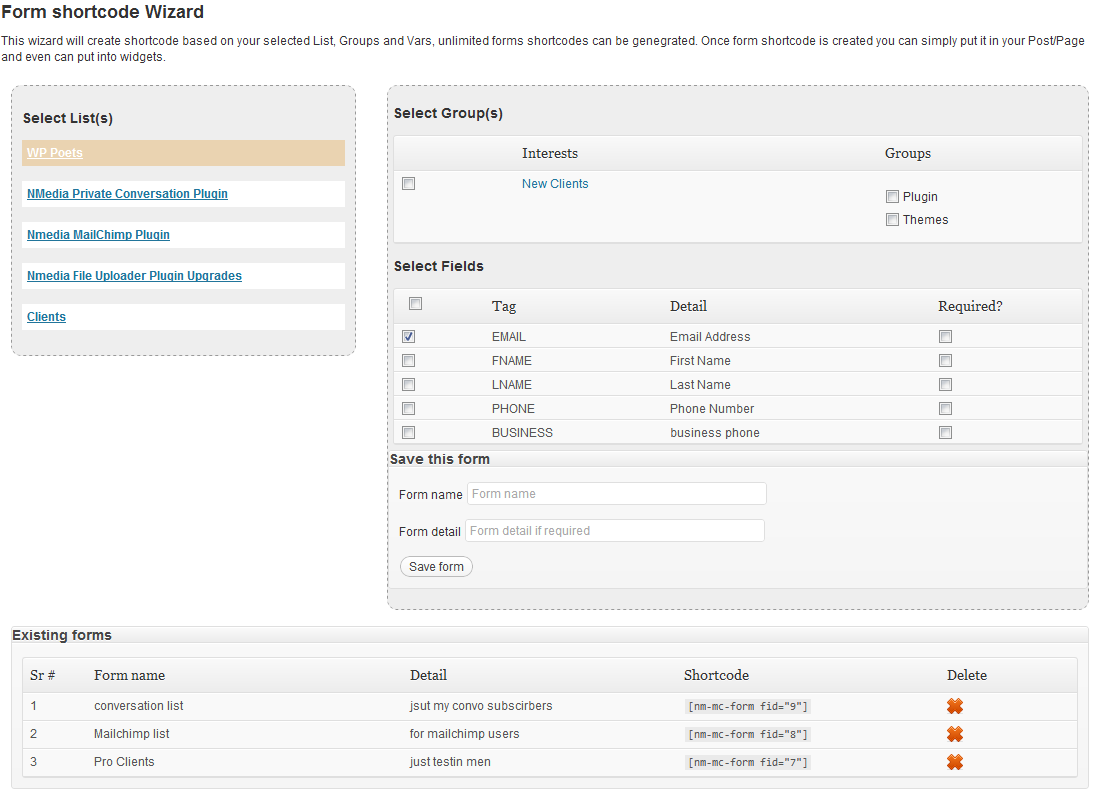 Form shortcode Wizard
This wizard will create shortcode based on your selected List, Groups and Vars, unlimited forms shortcodes can be genegrated. Once form shortcode is created you can simply put it in your Post/Page
and even can put into widgets.
Select List(s)
WP Poets
NMedia Private Conversation Plugin
Nmedia MailChimp Plugin
Nmedia File Uploader Plugin Upgrades
Clients
Select Group(s)
Interests Groups
New Clients
Plugin
Themes
Select Fields
Tag Detail Required?
EMAIL Email Address
FNAME First Name
LNAME Last Name
PHONE Phone Number
BUSINESS business phone
Save this form
Form name Form name
Form detail Form detail if required
Save form
Existing forms
Sr # Form name Detail Shortcode Delete
1 conversation list jsut my convo subscirbers [nm-mc-form fid="9"]
2 Mailchimp list for mailchimp users [nm-mc-form fid="8"]
3 Pro Clients just testin men [nm-mc-form fid="7"]